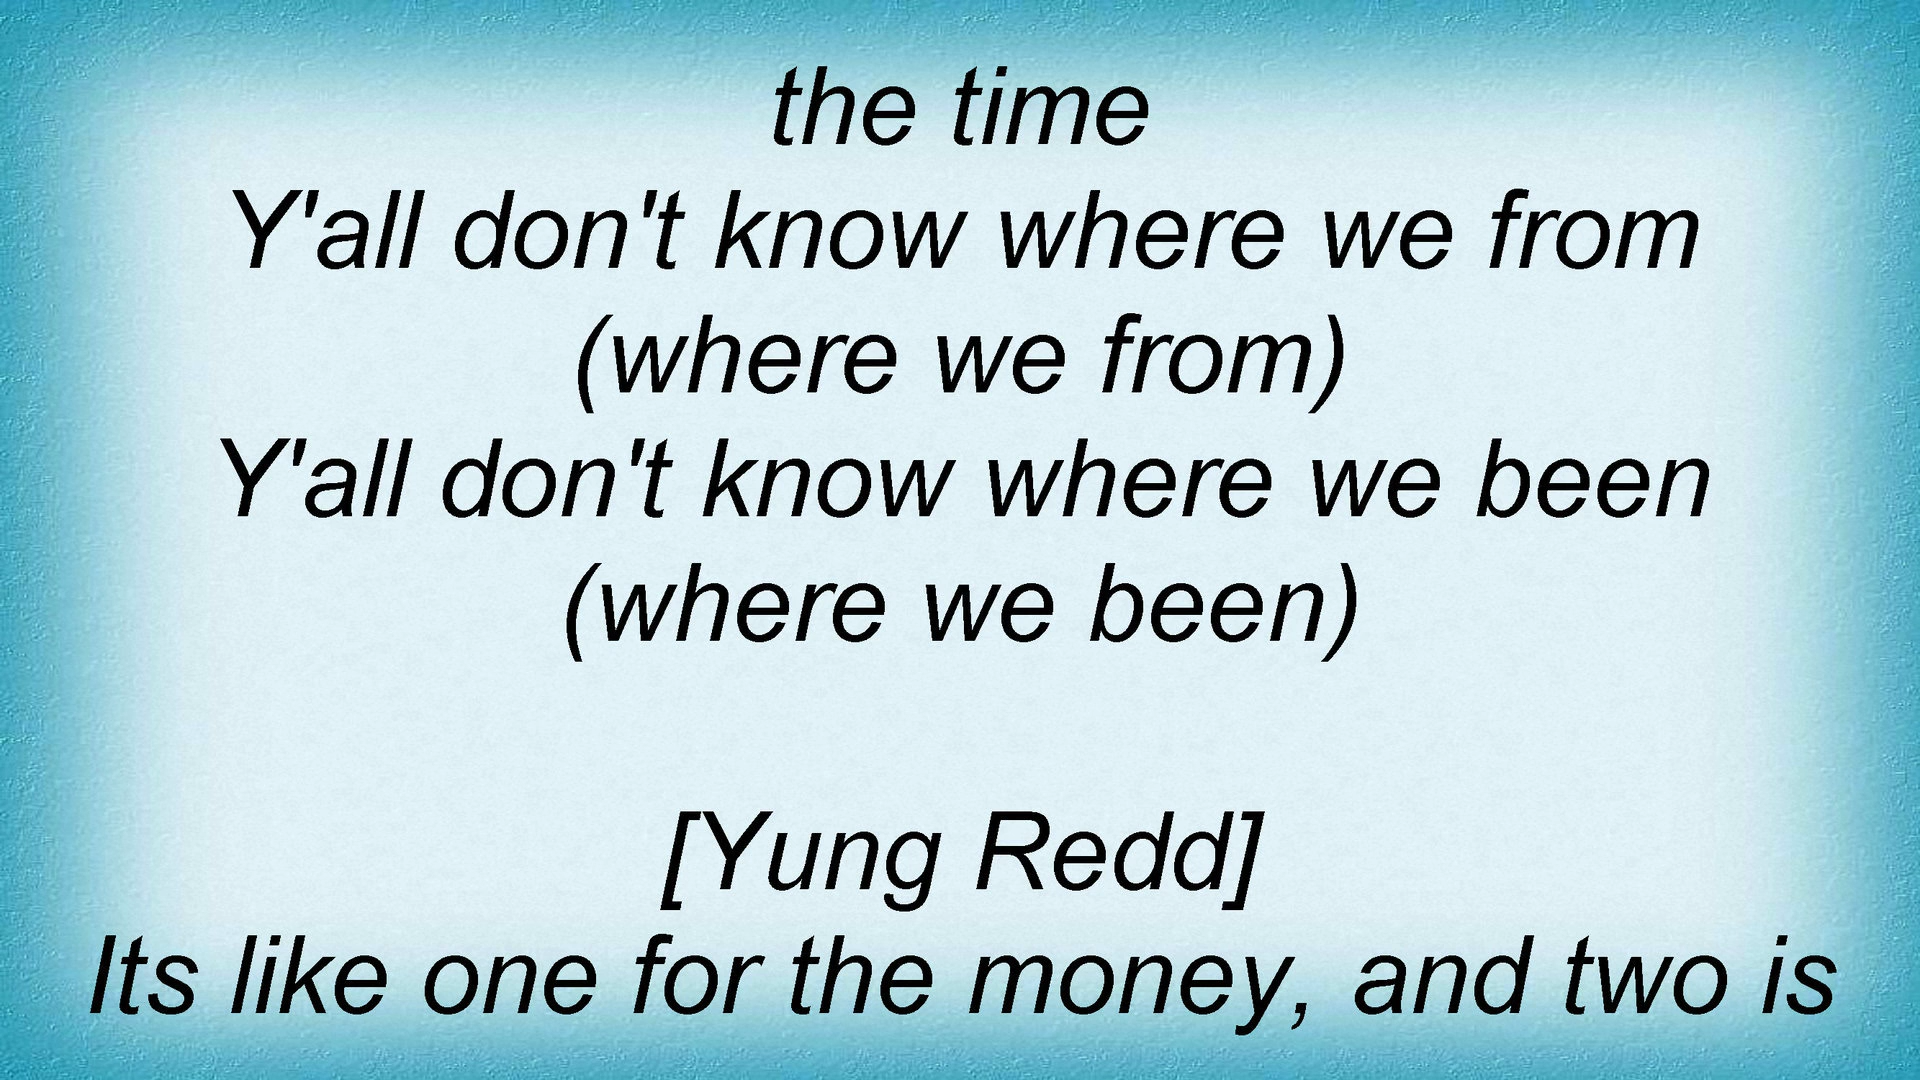 the time
Y'all don't know where we from
(where we from)
Y'all don't know where we been
(where we been)
[Yung Redd]
Its like one for the money, and two is